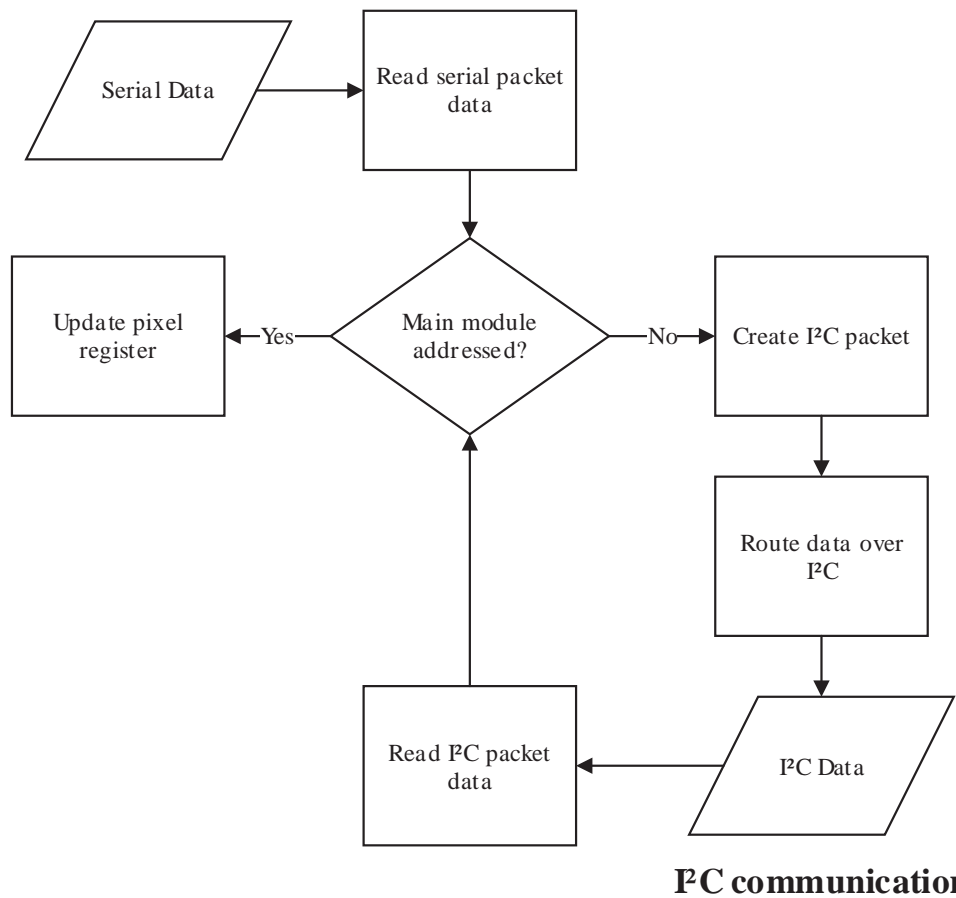 Serial Data
Read serial packet
data
Update pixel
register
Yes
Main module
addressed?
No
Create I²C packet
Route data over
I²C
Read I²C packet
data
I²C Data
I²C communication